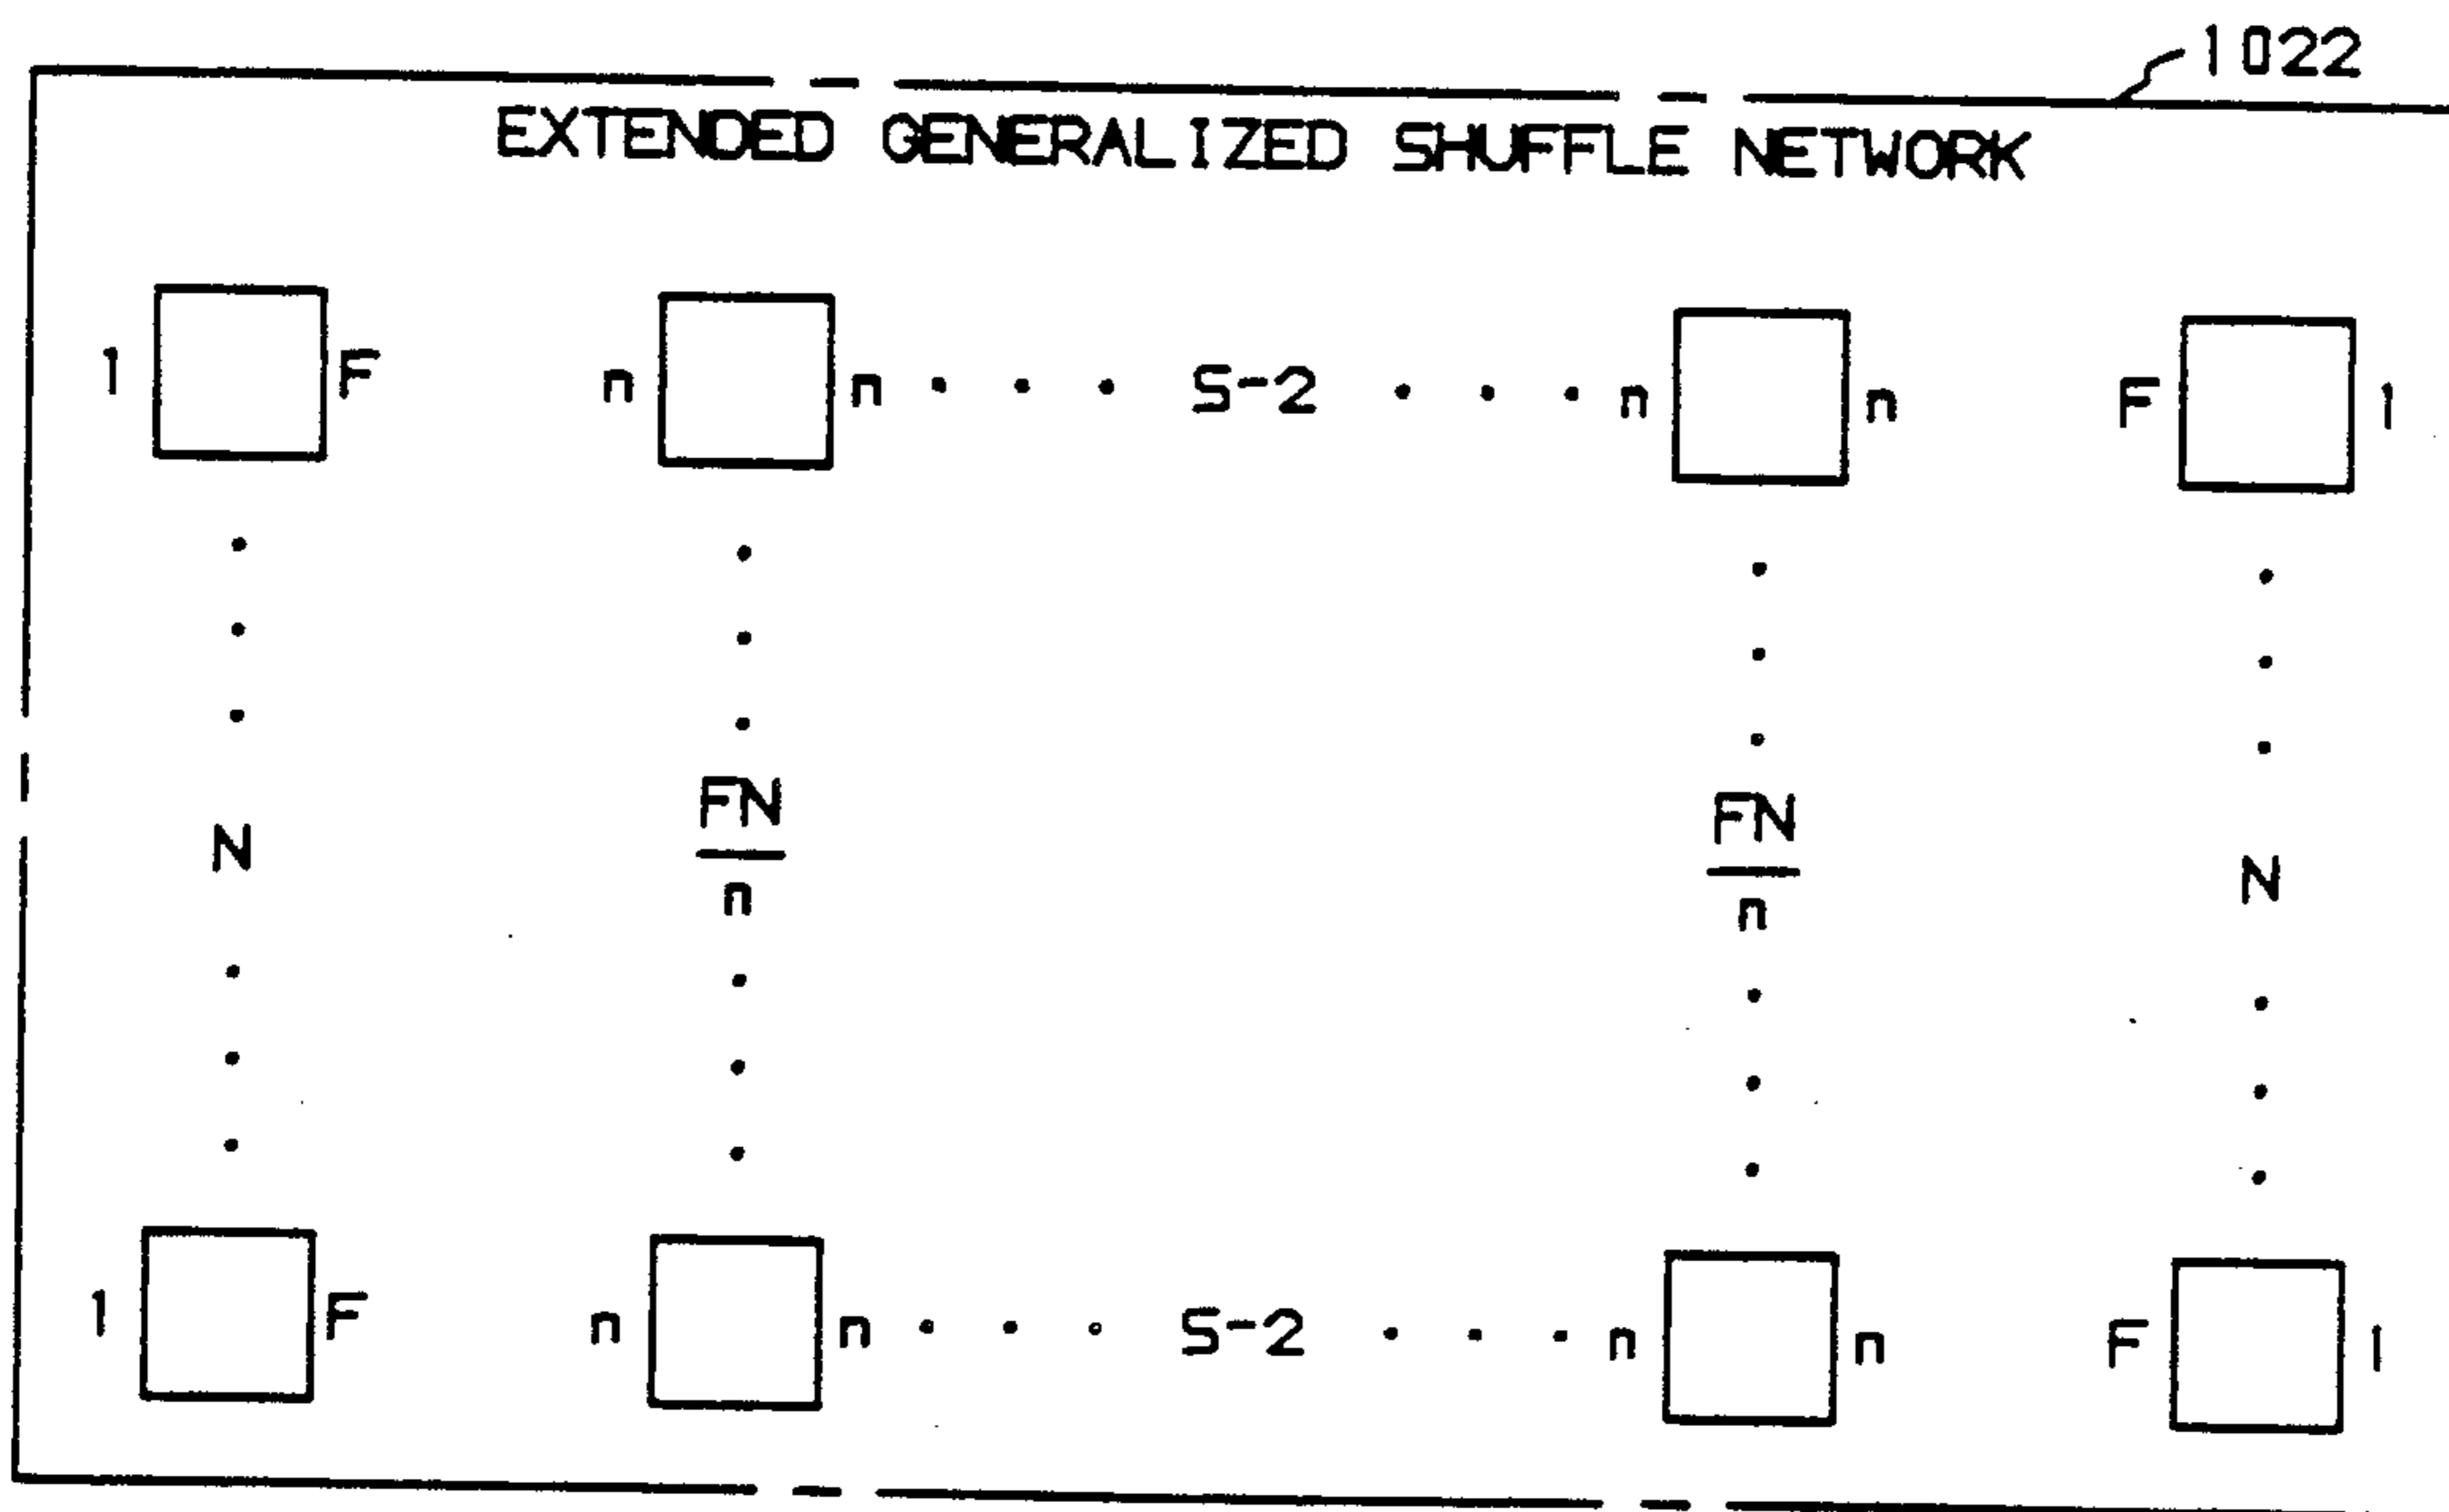 1022
EXTENDED GENERALIZED SHUFFLE NETWORK
1 F n n S-2 n n F 1
N FN/n FN/n N
1 F n n S-2 n n F 1